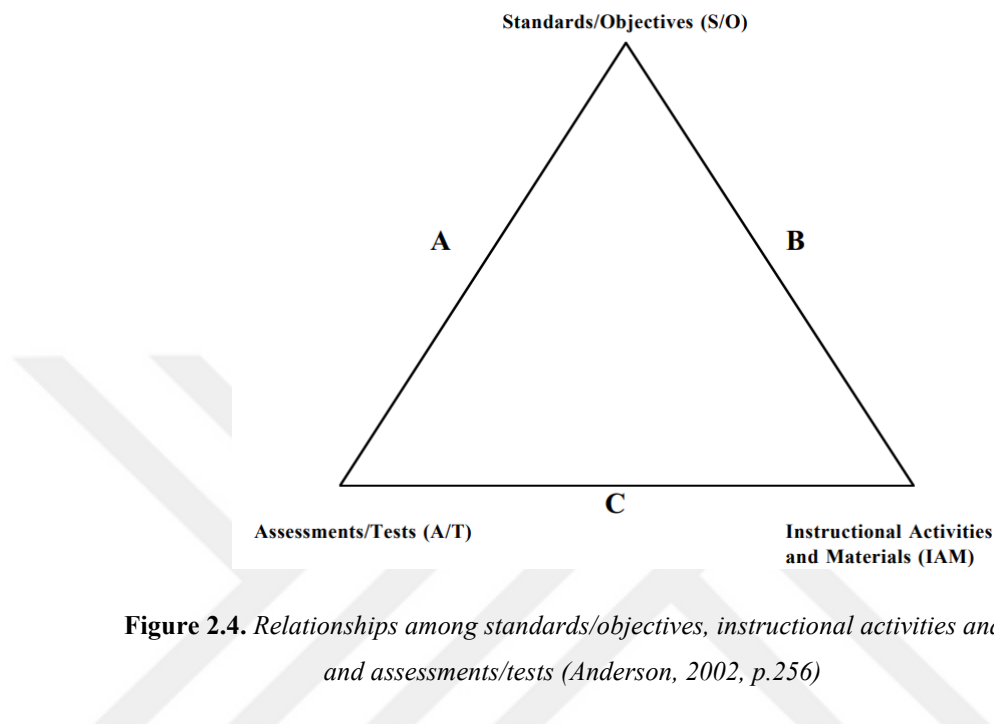 Standards/Objectives (S/O)
A
B
C
Assessments/Tests (A/T)
Instructional Activities
and Materials (IAM)
Figure 2.4. Relationships among standards/objectives, instructional activities and
and assessments/tests (Anderson, 2002, p.256)